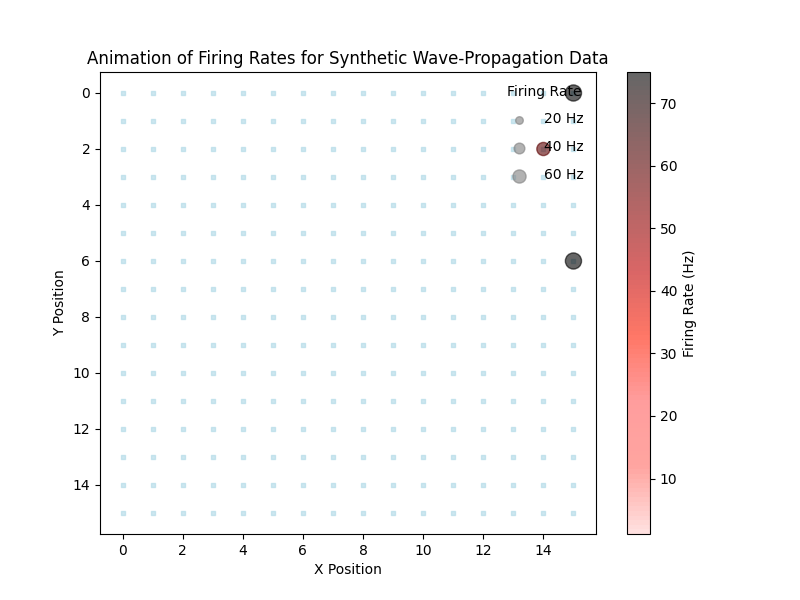 Animation of Firing Rates for Synthetic Wave-Propagation Data
Firing Rate
20 Hz
40 Hz
60 Hz
0
2
4
6
8
10
12
14
Y Position
0 2 4 6 8 10 12 14
X Position
70
60
50
40
30
20
10
Firing Rate (Hz)